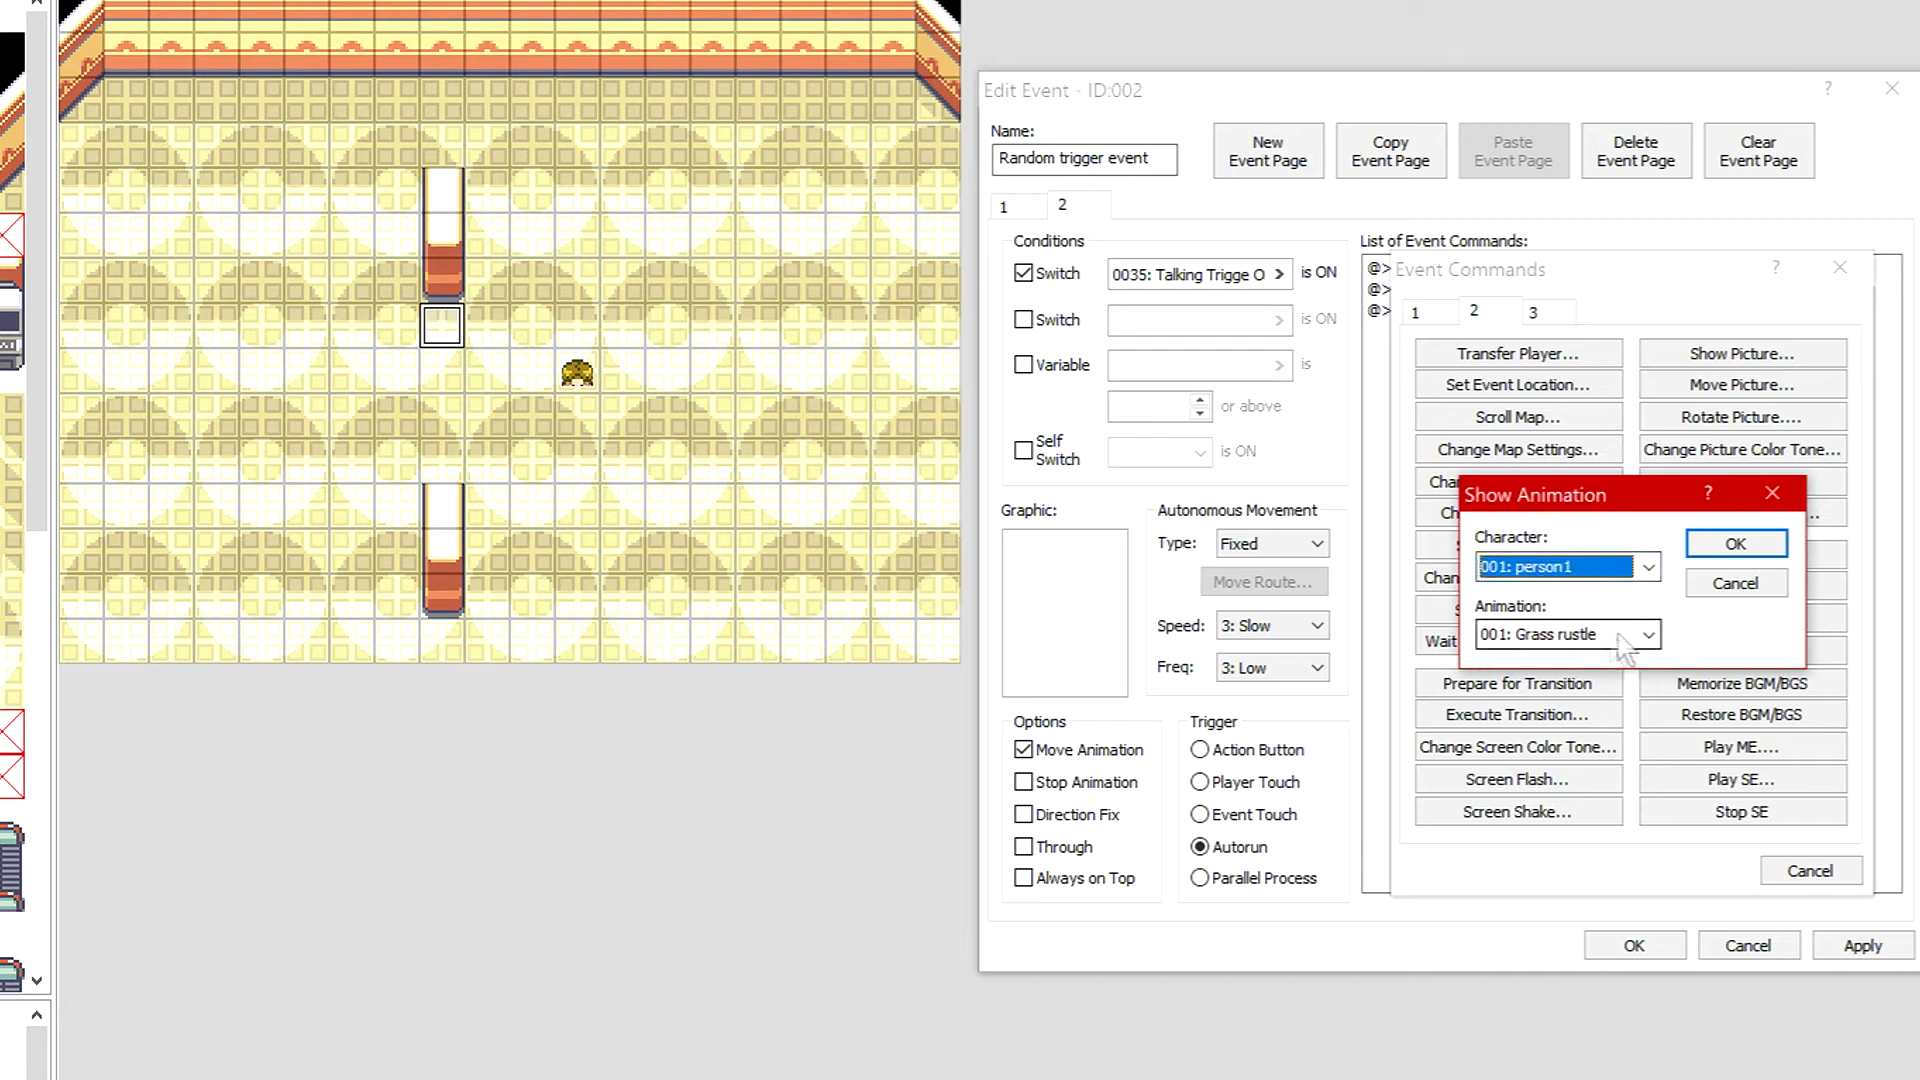 Edit Event - ID:002
?
Name:
Random trigger event
New
Event Page
Copy
Event Page
Paste
Event Page
Delete
Event Page
Clear
Event Page
1
2
Conditions
Switch
0035: Talking Trigge O
is ON
Switch
is ON
Variable
is
or above
Self
Switch
is ON
Graphic:
Autonomous Movement
Type:
Fixed
Move Route...
Speed:
3: Slow
Freq:
3: Low
Options
Move Animation
Stop Animation
Direction Fix
Through
Always on Top
Trigger
Action Button
Player Touch
Event Touch
Autorun
Parallel Process
List of Event Commands:
@>
@>
@>
Event Commands
?
1
2
3
Transfer Player...
Show Picture...
Set Event Location...
Move Picture...
Scroll Map...
Rotate Picture....
Change Map Settings...
Change Picture Color Tone...
Show Animation
?
Character:
001: person1
OK
Cancel
Animation:
001: Grass rustle
Wait
Prepare for Transition
Memorize BGM/BGS
Execute Transition...
Restore BGM/BGS
Change Screen Color Tone...
Play ME....
Screen Flash...
Play SE...
Screen Shake...
Stop SE
Cancel
OK
Cancel
Apply